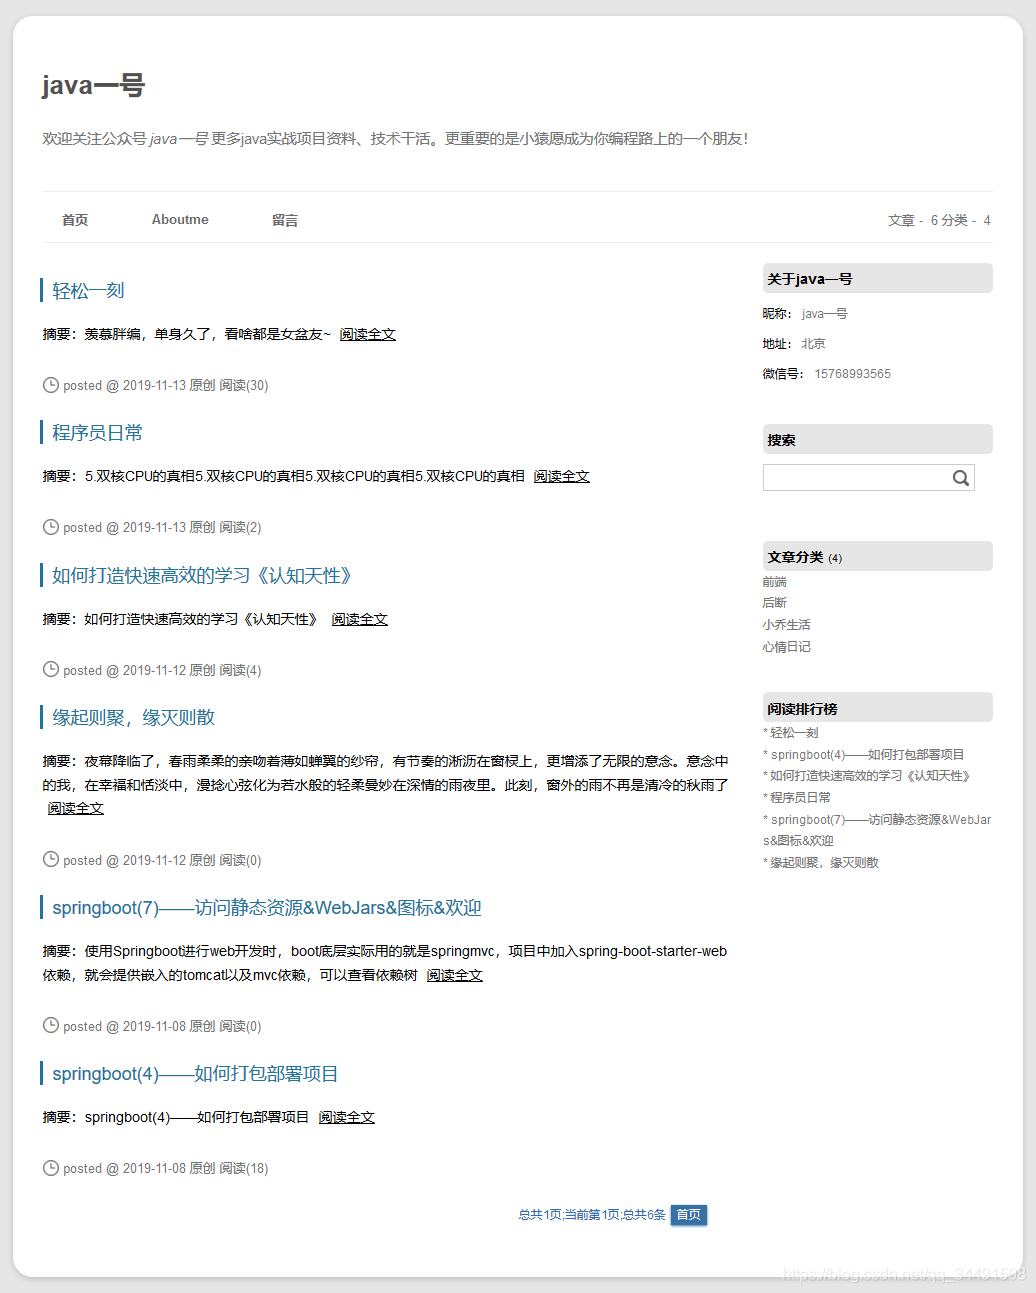 java一号
欢迎关注公众号 java一号 更多java实战项目资料、技术干活。更重要的是小猿愿成为你编程路上的一个朋友！
首页 Aboutme 留言 文章 - 6 分类 - 4
轻松一刻
摘要：羡慕胖编，单身久了，看啥都是女盆友~ 阅读全文
posted @ 2019-11-13 原创 阅读(30)
程序员日常
摘要：5.双核CPU的真相5.双核CPU的真相5.双核CPU的真相5.双核CPU的真相 阅读全文
posted @ 2019-11-13 原创 阅读(2)
如何打造快速高效的学习《认知天性》
摘要：如何打造快速高效的学习《认知天性》 阅读全文
posted @ 2019-11-12 原创 阅读(4)
缘起则聚，缘灭则散
摘要：夜幕降临了，春雨柔柔的亲吻着薄如蝉翼的纱帘，有节奏的淅沥在窗棂上，更增添了无限的意念。意念中
的我，在幸福和恬淡中，漫捻心弦化为若水般的轻柔曼妙在深情的雨夜里。此刻，窗外的雨不再是清冷的秋雨了
阅读全文
posted @ 2019-11-12 原创 阅读(0)
springboot(7)——访问静态资源&WebJars&图标&欢迎
摘要：使用Springboot进行web开发时，boot底层实际用的就是springmvc，项目中加入spring-boot-starter-web
依赖，就会提供嵌入的tomcat以及mvc依赖，可以查看依赖树 阅读全文
posted @ 2019-11-08 原创 阅读(0)
springboot(4)——如何打包部署项目
摘要：springboot(4)——如何打包部署项目 阅读全文
posted @ 2019-11-08 原创 阅读(18)
总共1页;当前第1页;总共6条 首页
关于java一号
昵称： java一号
地址： 北京
微信号： 15768993565
搜索
文章分类 (4)
前端
后断
小乔生活
心情日记
阅读排行榜
* 轻松一刻
* springboot(4)——如何打包部署项目
* 如何打造快速高效的学习《认知天性》
* 程序员日常
* springboot(7)——访问静态资源&WebJar
s&图标&欢迎
* 缘起则聚，缘灭则散
https://blog.csdn.net/qq_34491508